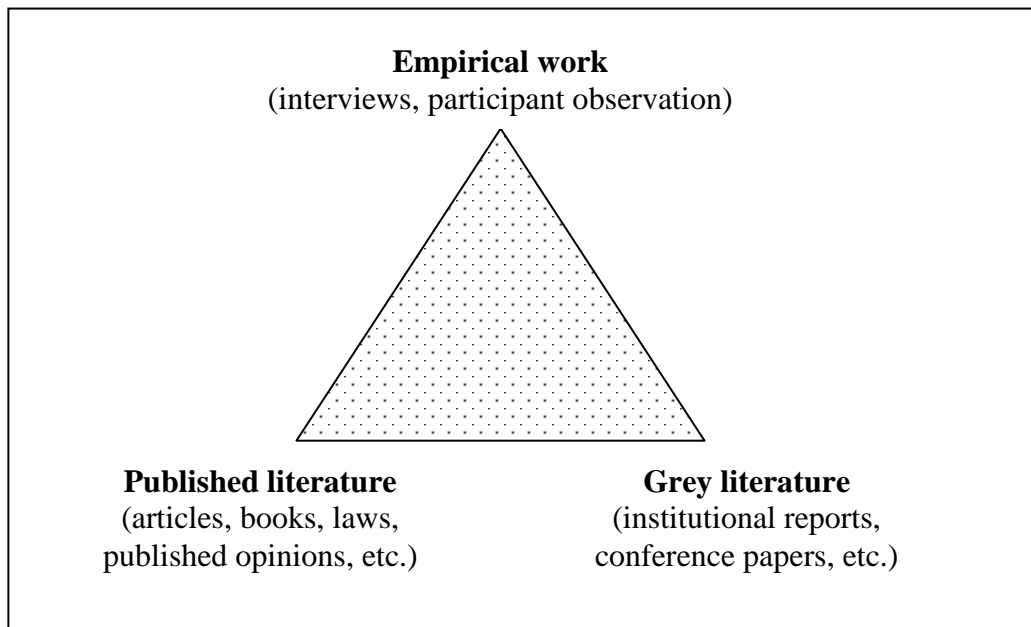 Empirical work
(interviews, participant observation)
Published literature
(articles, books, laws,
published opinions, etc.)
Grey literature
(institutional reports,
conference papers, etc.)